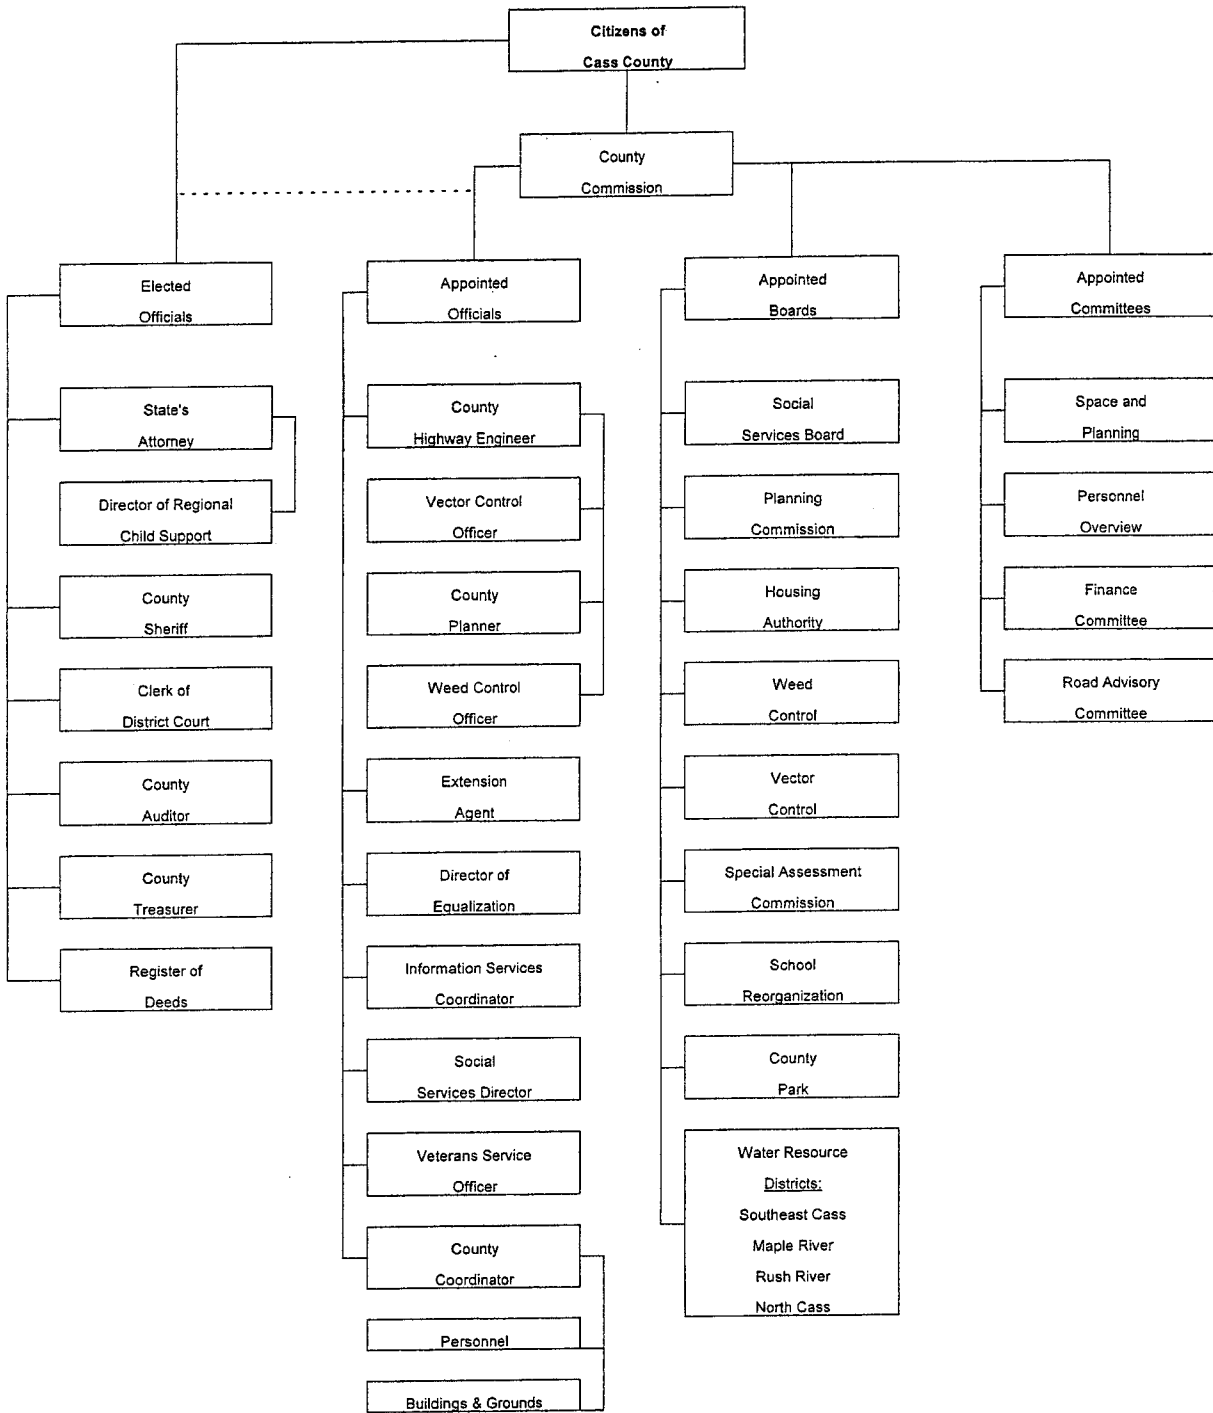 Citizens of
Cass County
County
Commission
Elected
Officials
State's
Attorney
Director of Regional
Child Support
County
Sheriff
Clerk of
District Court
County
Auditor
County
Treasurer
Register of
Deeds
Appointed
Officials
County
Highway Engineer
Vector Control
Officer
County
Planner
Weed Control
Officer
Extension
Agent
Director of
Equalization
Information Services
Coordinator
Social
Services Director
Veterans Service
Officer
County
Coordinator
Personnel
Buildings & Grounds
Appointed
Boards
Social
Services Board
Planning
Commission
Housing
Authority
Weed
Control
Vector
Control
Special Assessment
Commission
School
Reorganization
County
Park
Water Resource
Districts:
Southeast Cass
Maple River
Rush River
North Cass
Appointed
Committees
Space and
Planning
Personnel
Overview
Finance
Committee
Road Advisory
Committee